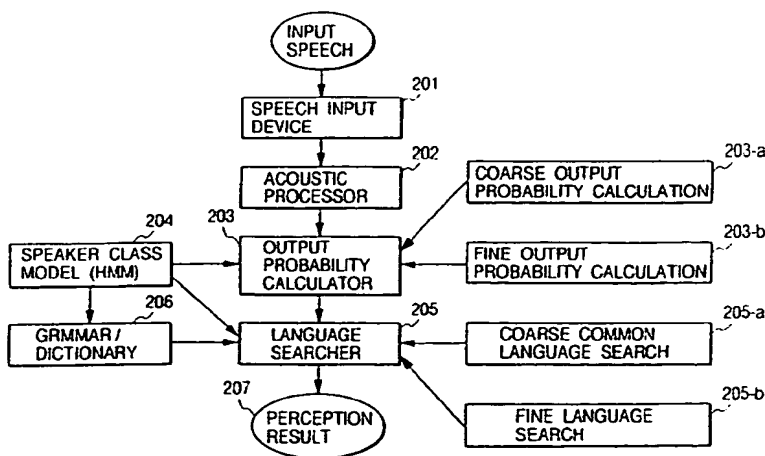 INPUT
SPEECH
201
SPEECH INPUT
DEVICE
202
ACOUSTIC
PROCESSOR
203-a
COARSE OUTPUT
PROBABILITY CALCULATION
204
SPEAKER CLASS
MODEL (HMM)
203
OUTPUT
PROBABILITY
CALCULATOR
203-b
FINE OUTPUT
PROBABILITY CALCULATION
206
GRMMAR/
DICTIONARY
205
LANGUAGE
SEARCHER
205-a
COARSE COMMON
LANGUAGE SEARCH
207
PERCEPTION
RESULT
205-b
FINE LANGUAGE
SEARCH